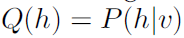 Q(h) = P(h|v)